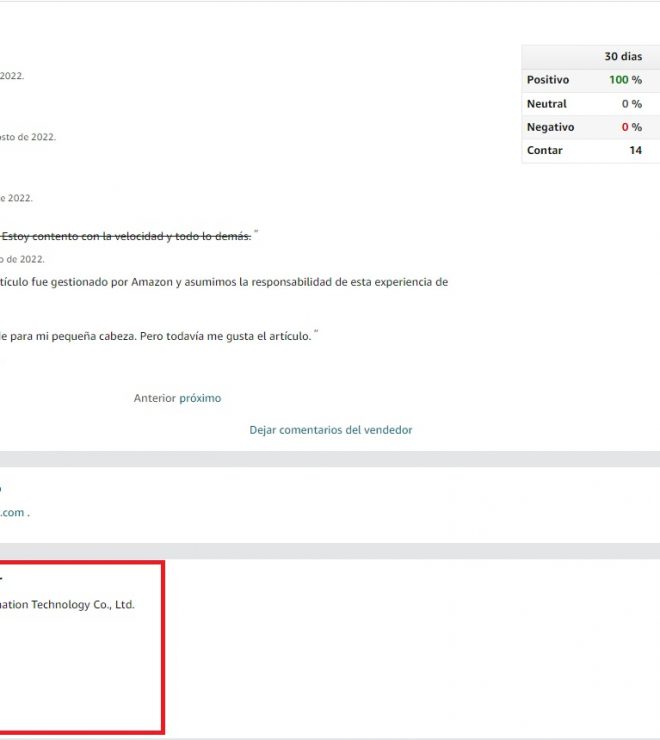 2022.
30 dias
Positivo 100 %
Neutral 0 %
Negativo 0 %
Contar 14
osto de 2022.
e 2022.
Estoy contento con la velocidad y todo lo demás. ”
o de 2022.
tículo fue gestionado por Amazon y asumimos la responsabilidad de esta experiencia de
e para mi pequeña cabeza. Pero todavía me gusta el artículo. ”
Anterior próximo
Dejar comentarios del vendedor
.com .
ation Technology Co., Ltd.